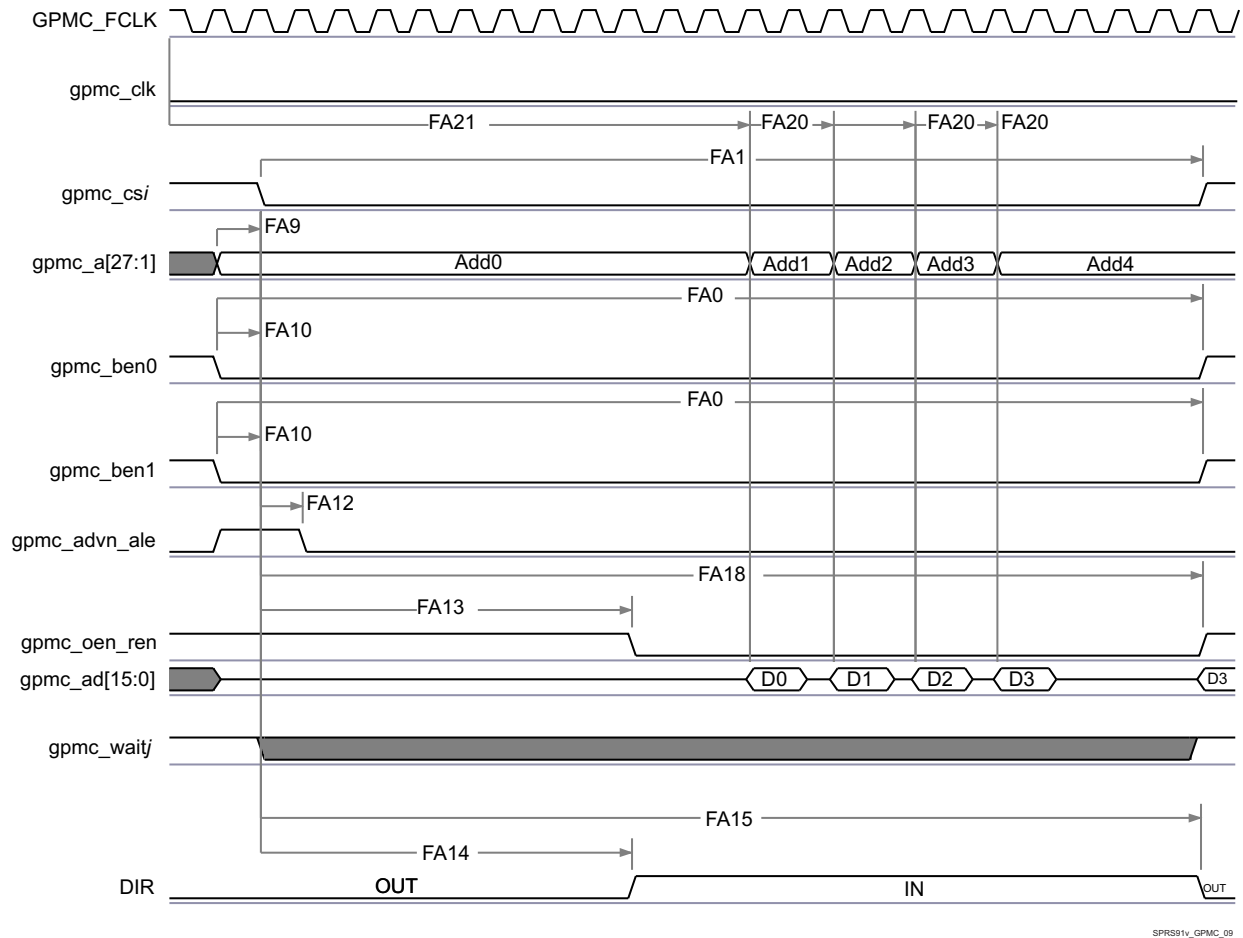 GPMC_FCLK
gpmc_clk
FA21 FA20 FA20 FA20
FA1
gpmc_csi
FA9
gpmc_a[27:1] Add0 Add1 Add2 Add3 Add4
FA0
FA10
gpmc_ben0
FA0
FA10
gpmc_ben1
FA12
gpmc_advn_ale
FA18
FA13
gpmc_oen_ren
gpmc_ad[15:0] D0 D1 D2 D3 D3
gpmc_waitj
FA15
FA14
DIR OUT IN OUT
SPRS91v_GPMC_09